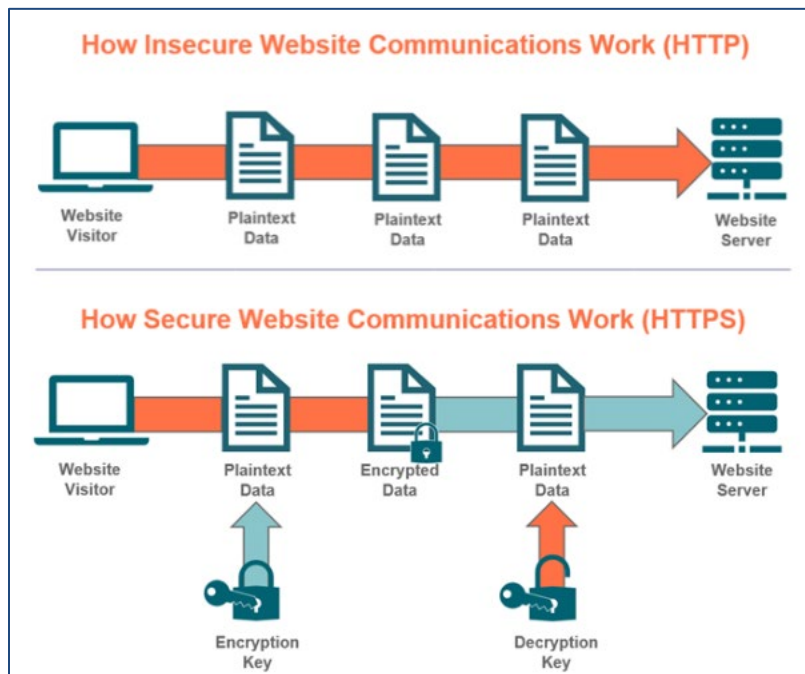 How Insecure Website Communications Work (HTTP)
Website
Visitor
Plaintext
Data
Plaintext
Data
Plaintext
Data
Website
Server
How Secure Website Communications Work (HTTPS)
Website
Visitor
Plaintext
Data
Encrypted
Data
Plaintext
Data
Website
Server
Encryption
Key
Decryption
Key